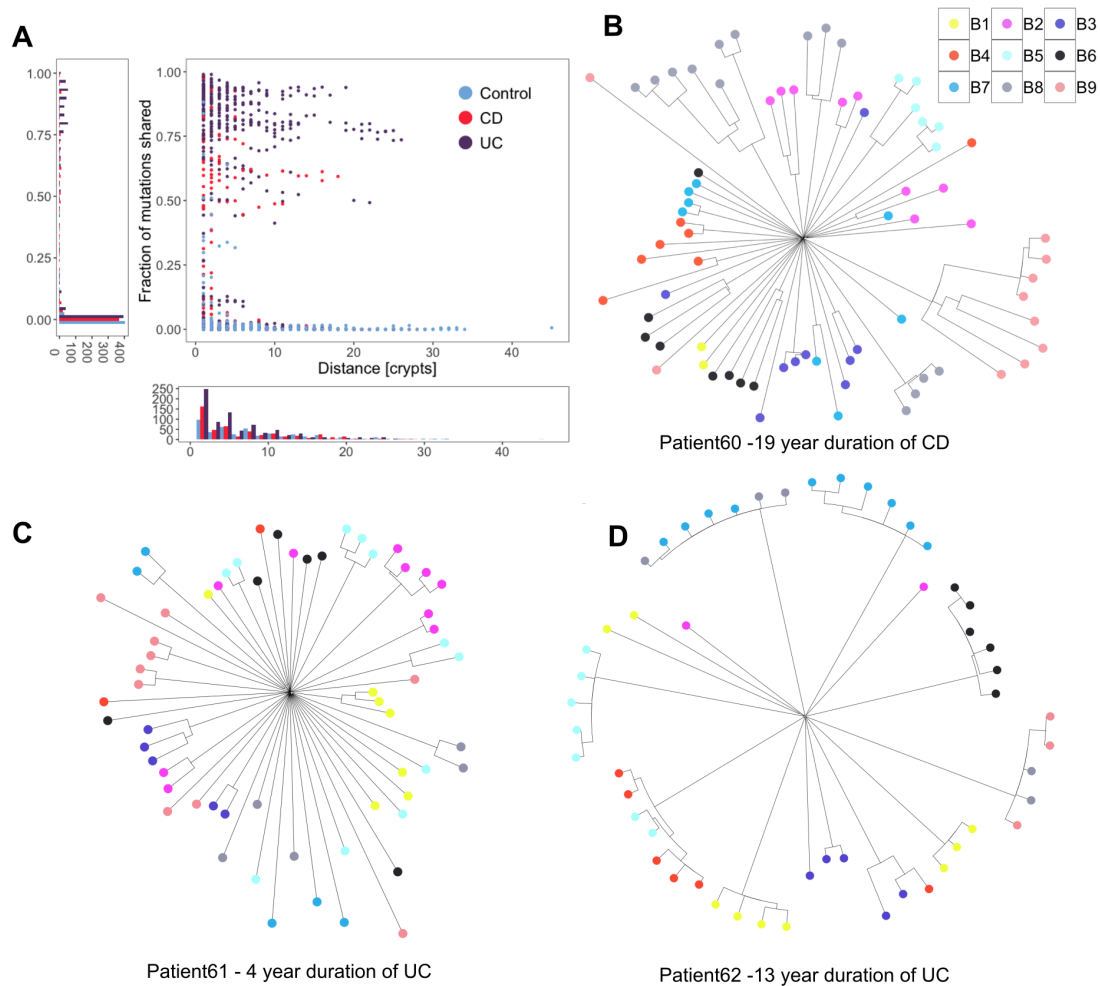 A
1.00
0.75
0.50
0.25
0.00
0
100
200
300
400
Fraction of mutations shared
1.00
0.75
0.50
0.25
0.00
Control
CD
UC
0 10 20 30 40
Distance [crypts]
250
200
150
100
50
0
0 10 20 30 40
B
B1 B2 B3
B4 B5 B6
B7 B8 B9
Patient60 -19 year duration of CD
C
Patient61 - 4 year duration of UC
D
Patient62 -13 year duration of UC